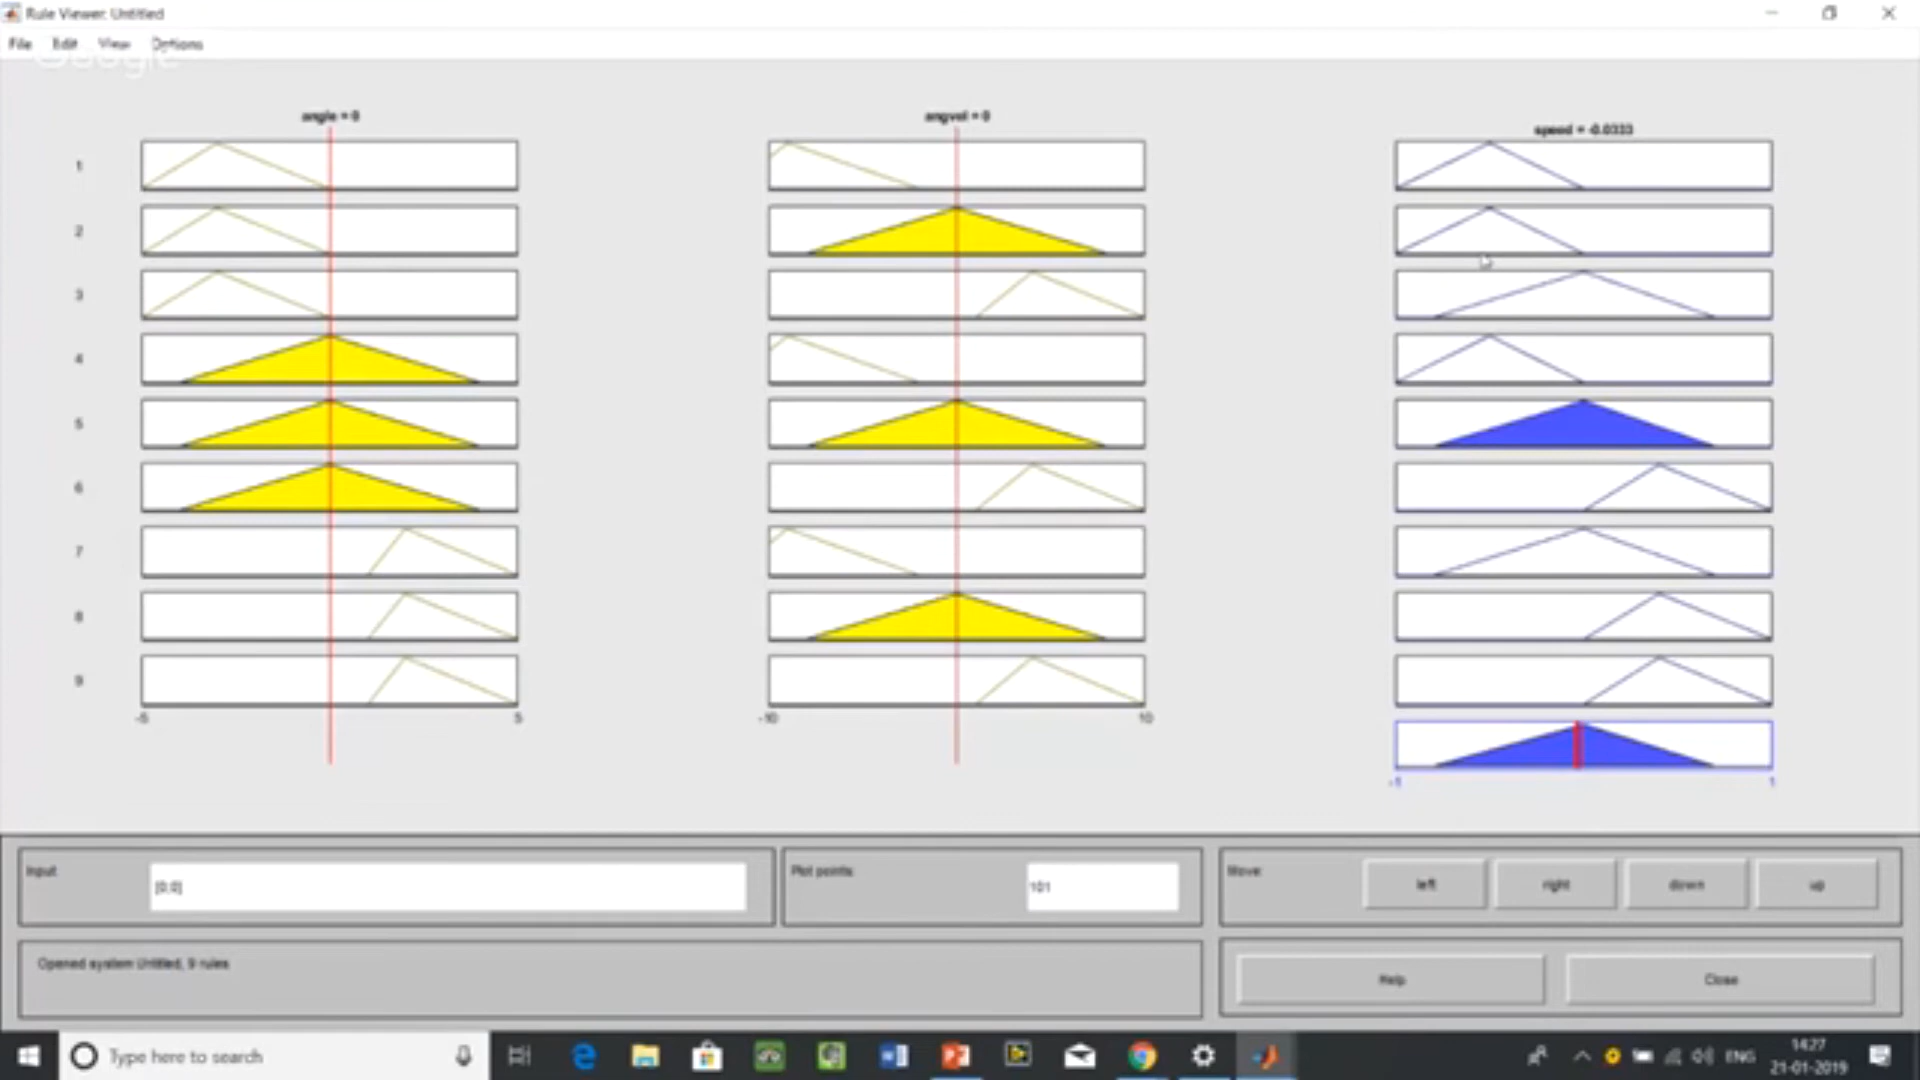 Rule Viewer: Untitled
File Edit View Options
Google
angle = 0
angvel = 0
speed = -0.0333
1
2
3
4
5
6
7
8
9
-5 5
-10 10
-1 1
Input: [0;0]
Plot points: 101
Move: left right down up
Opened system Untitled, 9 rules
Help Close
Type here to search
ENG
14:27
21-01-2019